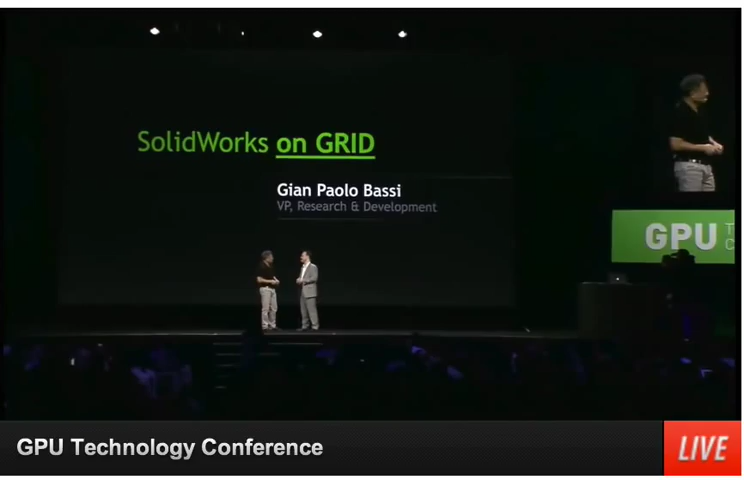 SolidWorks on GRID
Gian Paolo Bassi
VP, Research & Development
GPU
GPU Technology Conference
LIVE